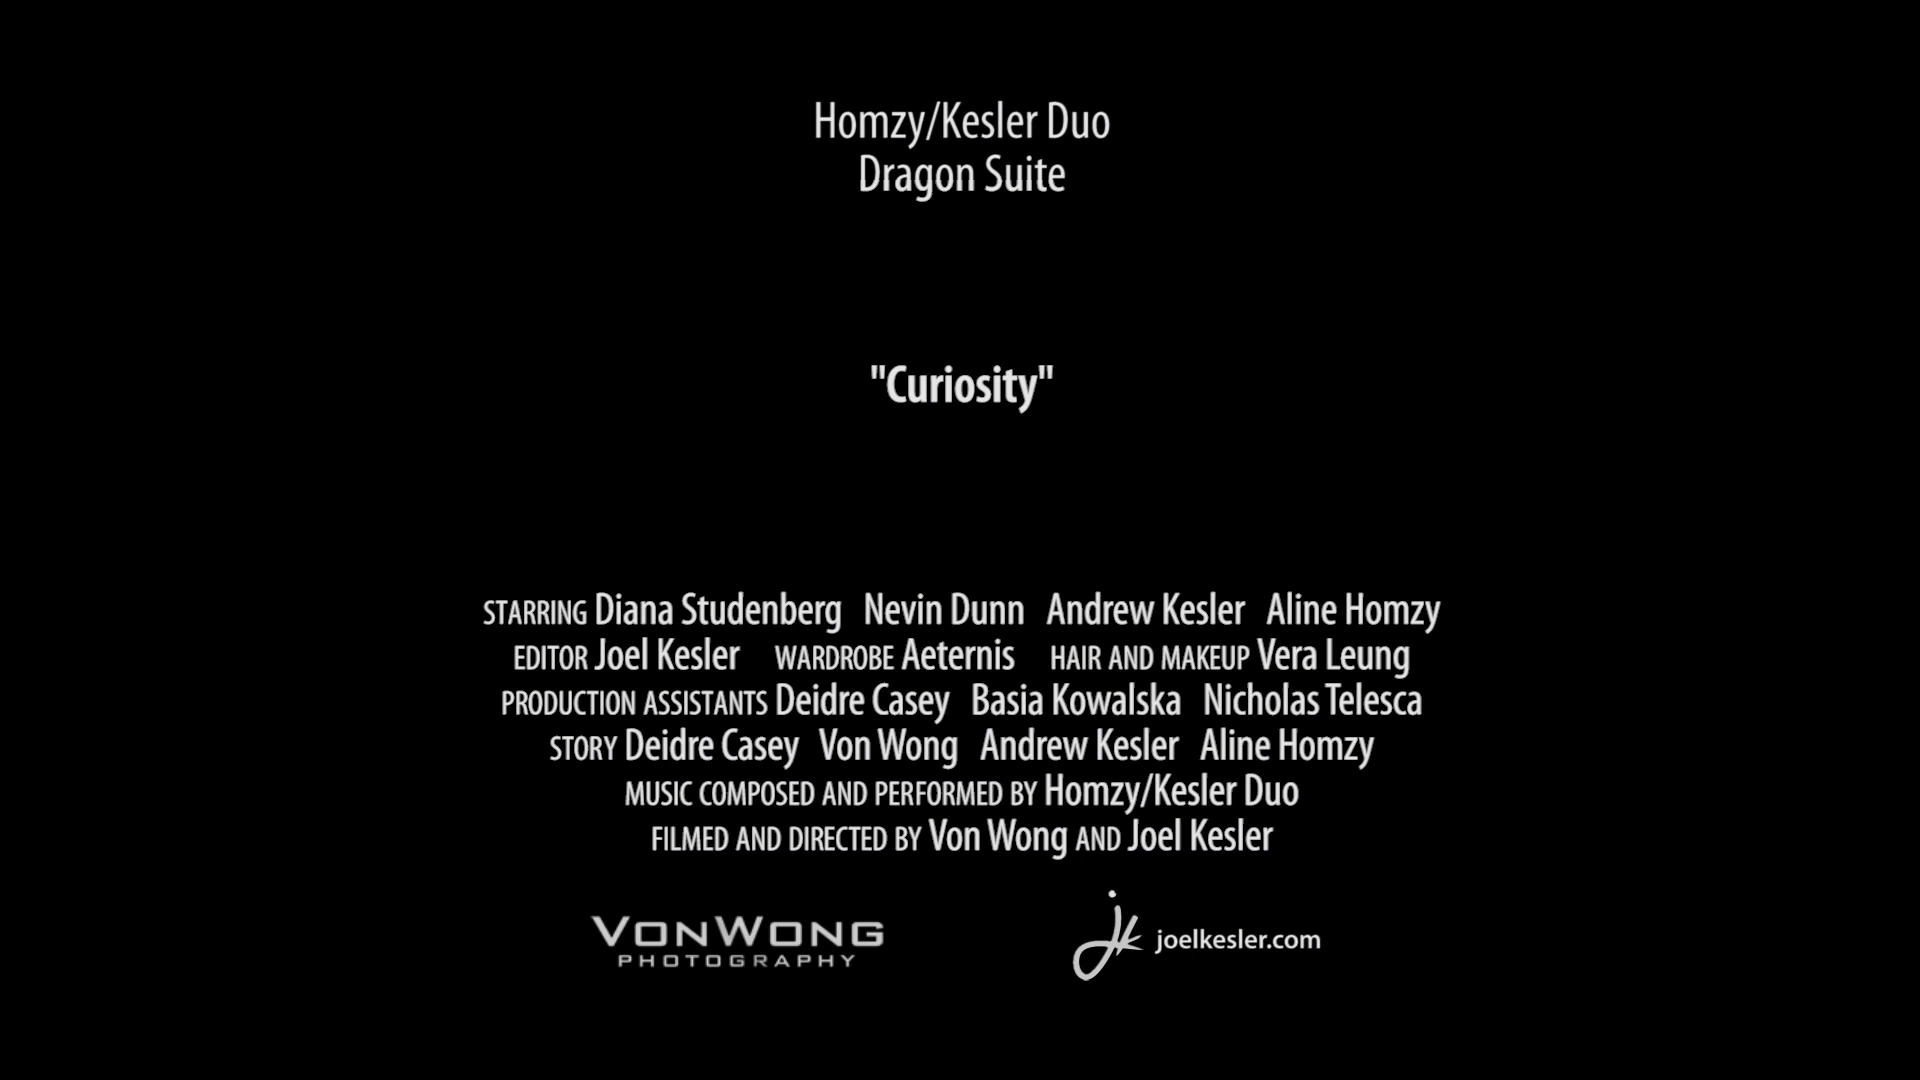 Homzy/Kesler Duo
Dragon Suite
"Curiosity"
STARRING Diana Studenberg Nevin Dunn Andrew Kesler Aline Homzy
EDITOR Joel Kesler WARDROBE Aeternis HAIR AND MAKEUP Vera Leung
PRODUCTION ASSISTANTS Deidre Casey Basia Kowalska Nicholas Telesca
STORY Deidre Casey Von Wong Andrew Kesler Aline Homzy
MUSIC COMPOSED AND PERFORMED BY Homzy/Kesler Duo
FILMED AND DIRECTED BY Von Wong AND Joel Kesler
VONWONG
PHOTOGRAPHY
jk joelkesler.com